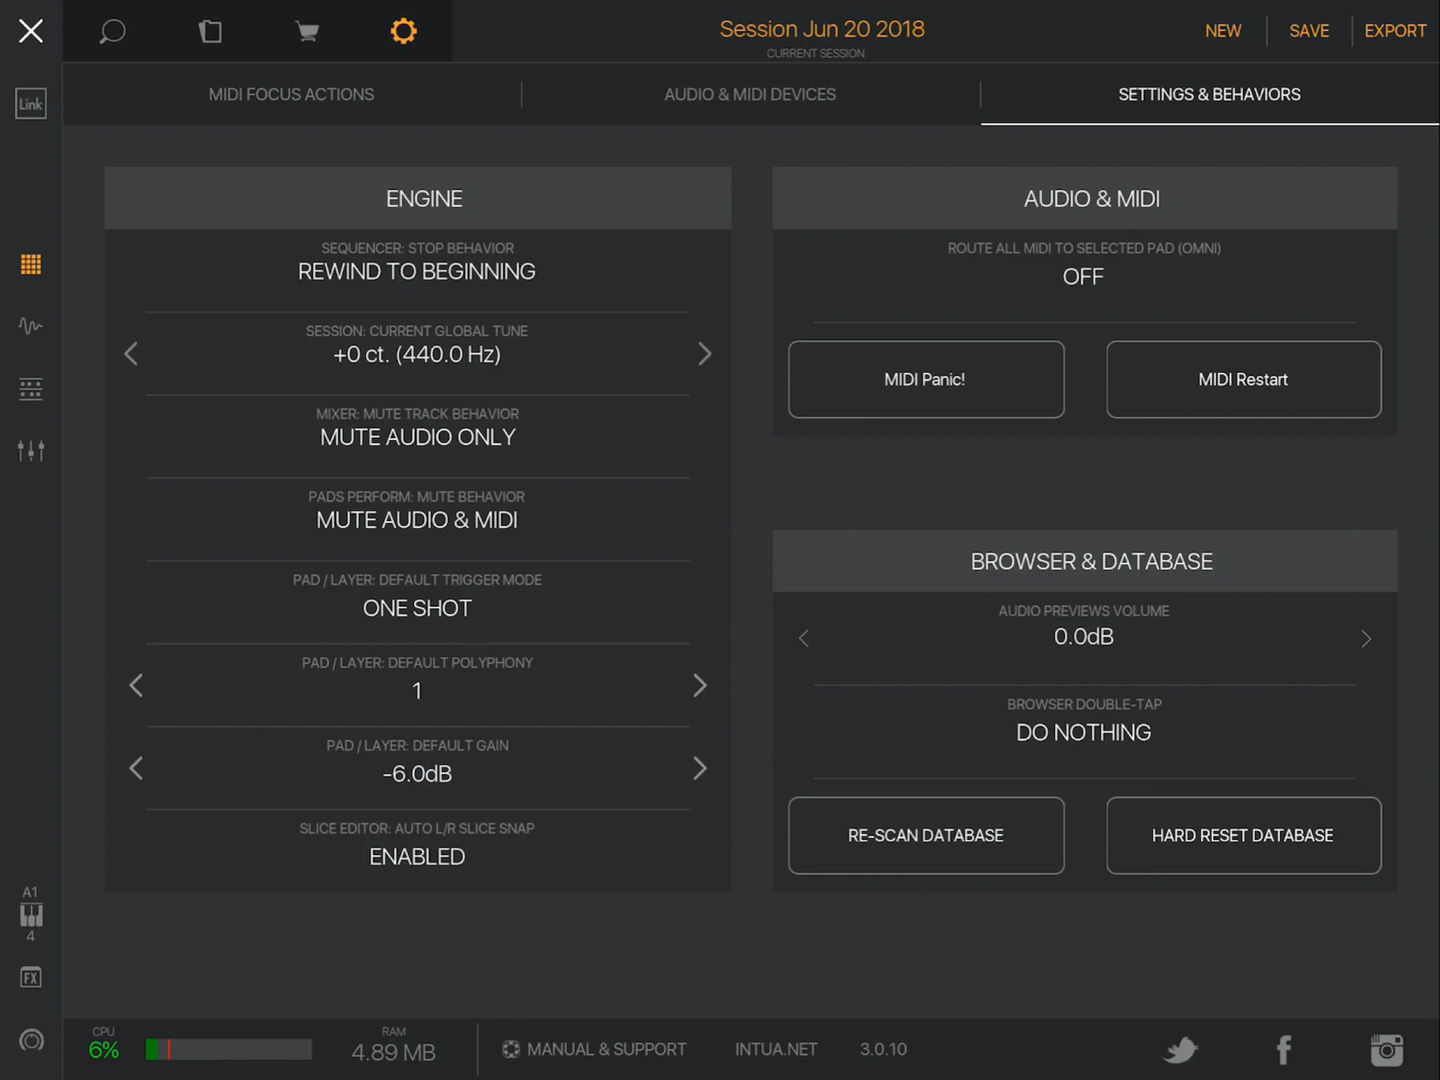 Session Jun 20 2018
CURRENT SESSION
NEW
SAVE
EXPORT
Link
MIDI FOCUS ACTIONS
AUDIO & MIDI DEVICES
SETTINGS & BEHAVIORS
ENGINE
SEQUENCER: STOP BEHAVIOR
REWIND TO BEGINNING
SESSION: CURRENT GLOBAL TUNE
+0 ct. (440.0 Hz)
MIXER: MUTE TRACK BEHAVIOR
MUTE AUDIO ONLY
PADS PERFORM: MUTE BEHAVIOR
MUTE AUDIO & MIDI
PAD / LAYER: DEFAULT TRIGGER MODE
ONE SHOT
PAD / LAYER: DEFAULT POLYPHONY
1
PAD / LAYER: DEFAULT GAIN
-6.0dB
SLICE EDITOR: AUTO L/R SLICE SNAP
ENABLED
AUDIO & MIDI
ROUTE ALL MIDI TO SELECTED PAD (OMNI)
OFF
MIDI Panic!
MIDI Restart
BROWSER & DATABASE
AUDIO PREVIEWS VOLUME
0.0dB
BROWSER DOUBLE-TAP
DO NOTHING
RE-SCAN DATABASE
HARD RESET DATABASE
A1
4
FX
CPU
6%
RAM
4.89 MB
MANUAL & SUPPORT
INTUA.NET
3.0.10